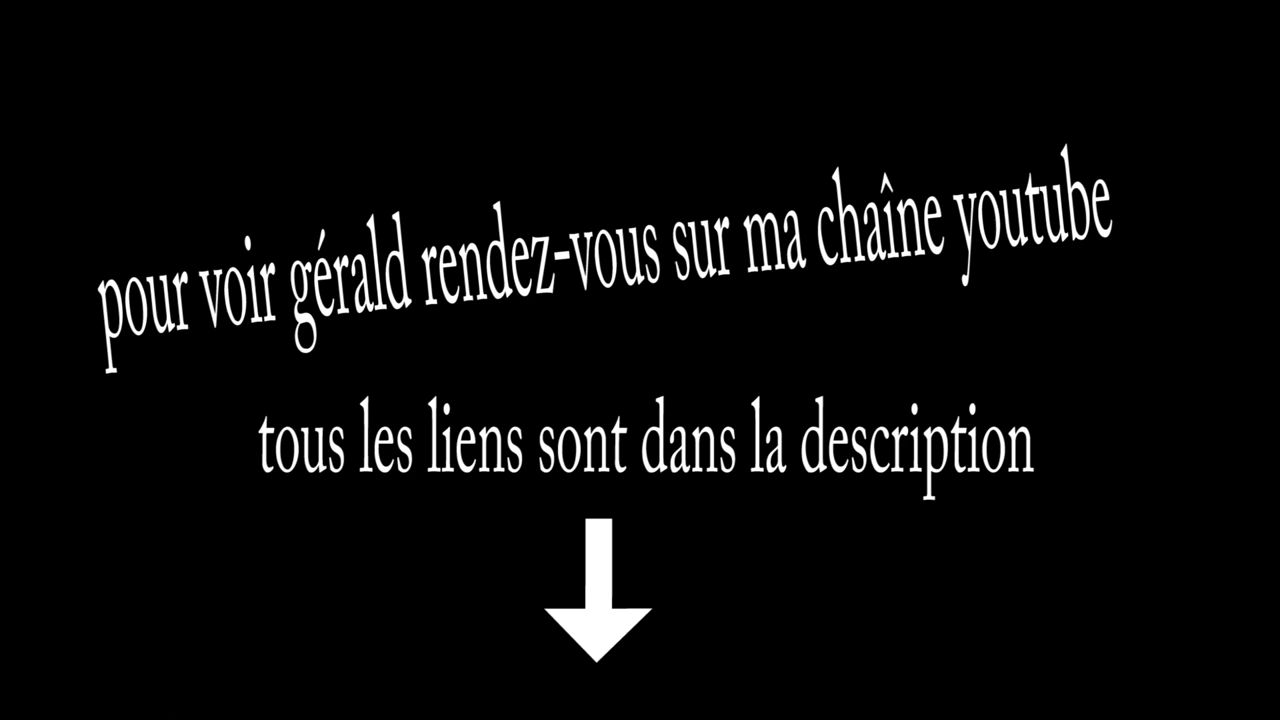 pour voir gérald rendez-vous sur ma chaîne youtube
tous les liens sont dans la description